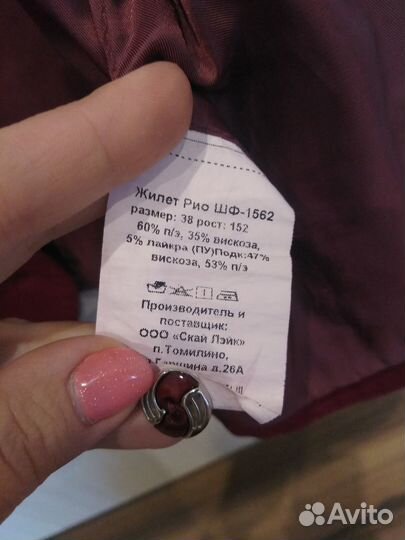 Жилет Рио ШФ-1562
размер: 38 рост: 152
60% п/э, 35% вискоза,
5% лайкра (ПУ)Подк:47%
вискоза, 53% п/э
Производитель и
поставщик:
ООО «Скай Лэйк»
п. Томилино,
Гаршина д.26А
Avito